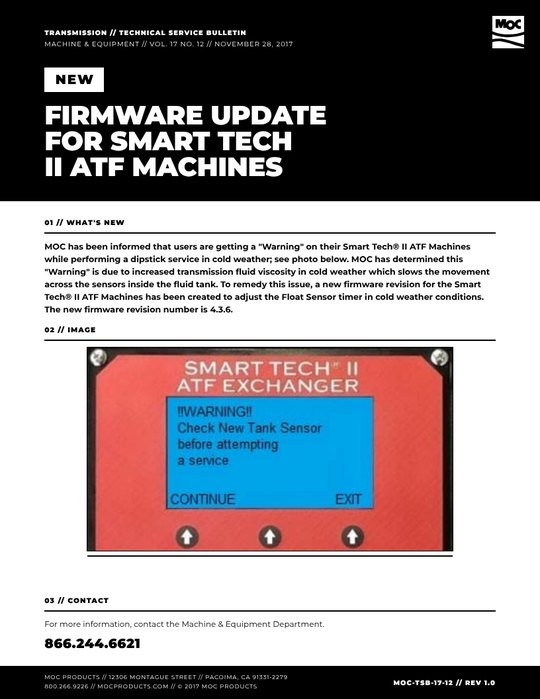 TRANSMISSION // TECHNICAL SERVICE BULLETIN
MACHINE & EQUIPMENT // VOL. 17 NO. 12 // NOVEMBER 28, 2017
MOC
NEW
FIRMWARE UPDATE
FOR SMART TECH
II ATF MACHINES
01 // WHAT'S NEW
MOC has been informed that users are getting a "Warning" on their Smart Tech® II ATF Machines
while performing a dipstick service in cold weather; see photo below. MOC has determined this
"Warning" is due to increased transmission fluid viscosity in cold weather which slows the movement
across the sensors inside the fluid tank. To remedy this issue, a new firmware revision for the Smart
Tech® II ATF Machines has been created to adjust the Float Sensor timer in cold weather conditions.
The new firmware revision number is 4.3.6.
02 // IMAGE
SMART TECH® II
ATF EXCHANGER
!!WARNING!!
Check New Tank Sensor
before attempting
a service
CONTINUE EXIT
03 // CONTACT
For more information, contact the Machine & Equipment Department.
866.244.6621
MOC PRODUCTS // 12306 MONTAGUE STREET // PACOIMA, CA 91331-2279
800.266.9226 // MOCPRODUCTS.COM // © 2017 MOC PRODUCTS
MOC-TSB-17-12 // REV 1.0